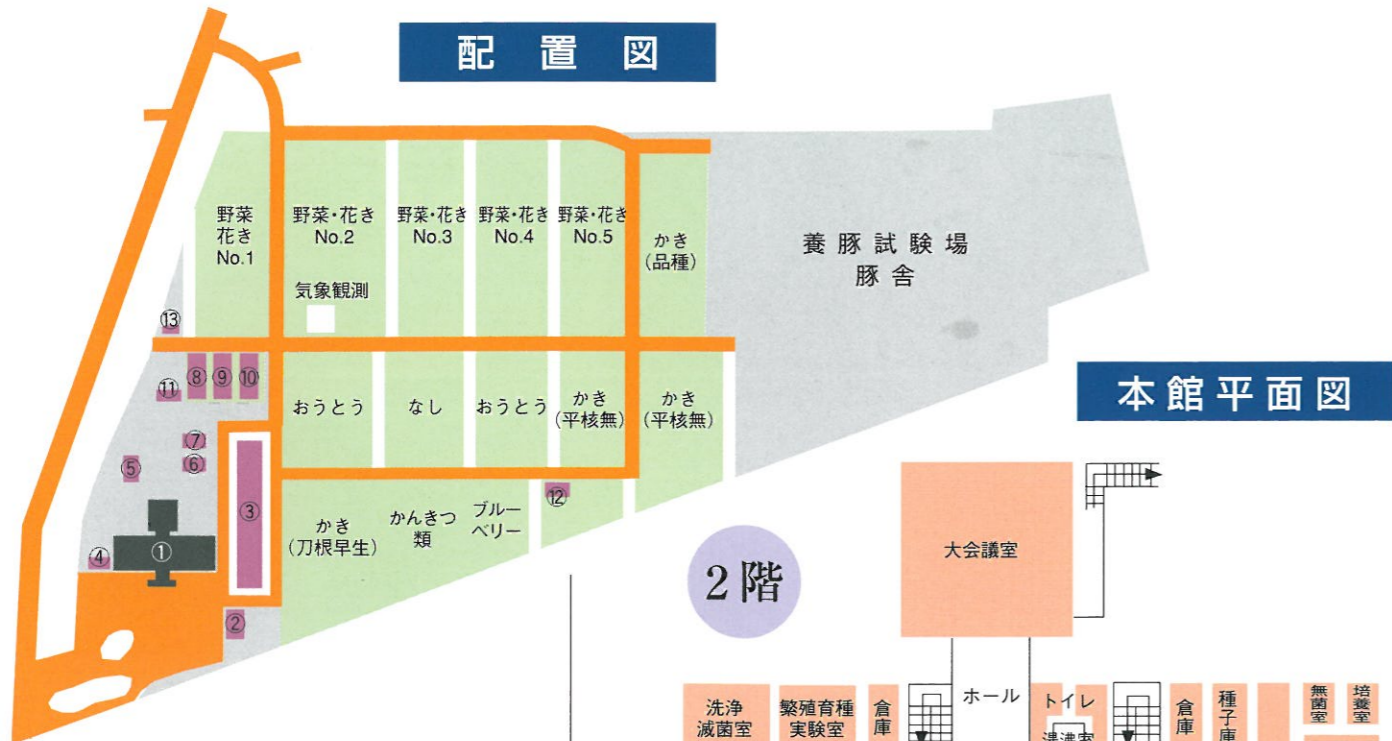 配置図
野菜
花き
No.1
野菜・花き
No.2
野菜・花き
No.3
野菜・花き
No.4
野菜・花き
No.5
かき
(品種)
養豚試験場
豚舎
気象観測
⑬
⑪
⑧
⑨
⑩
おうとう
なし
おうとう
かき
(平核無)
かき
(平核無)
⑦
⑥
⑤
③
④
①
②
かき
(刀根早生)
かんきつ
類
ブルー
ベリー
⑫
本館平面図
2階
大会議室
ホール
洗浄
滅菌室
繁殖育種
実験室
倉庫
トイレ
湯沸室
倉庫
種子庫
無菌室
培養室